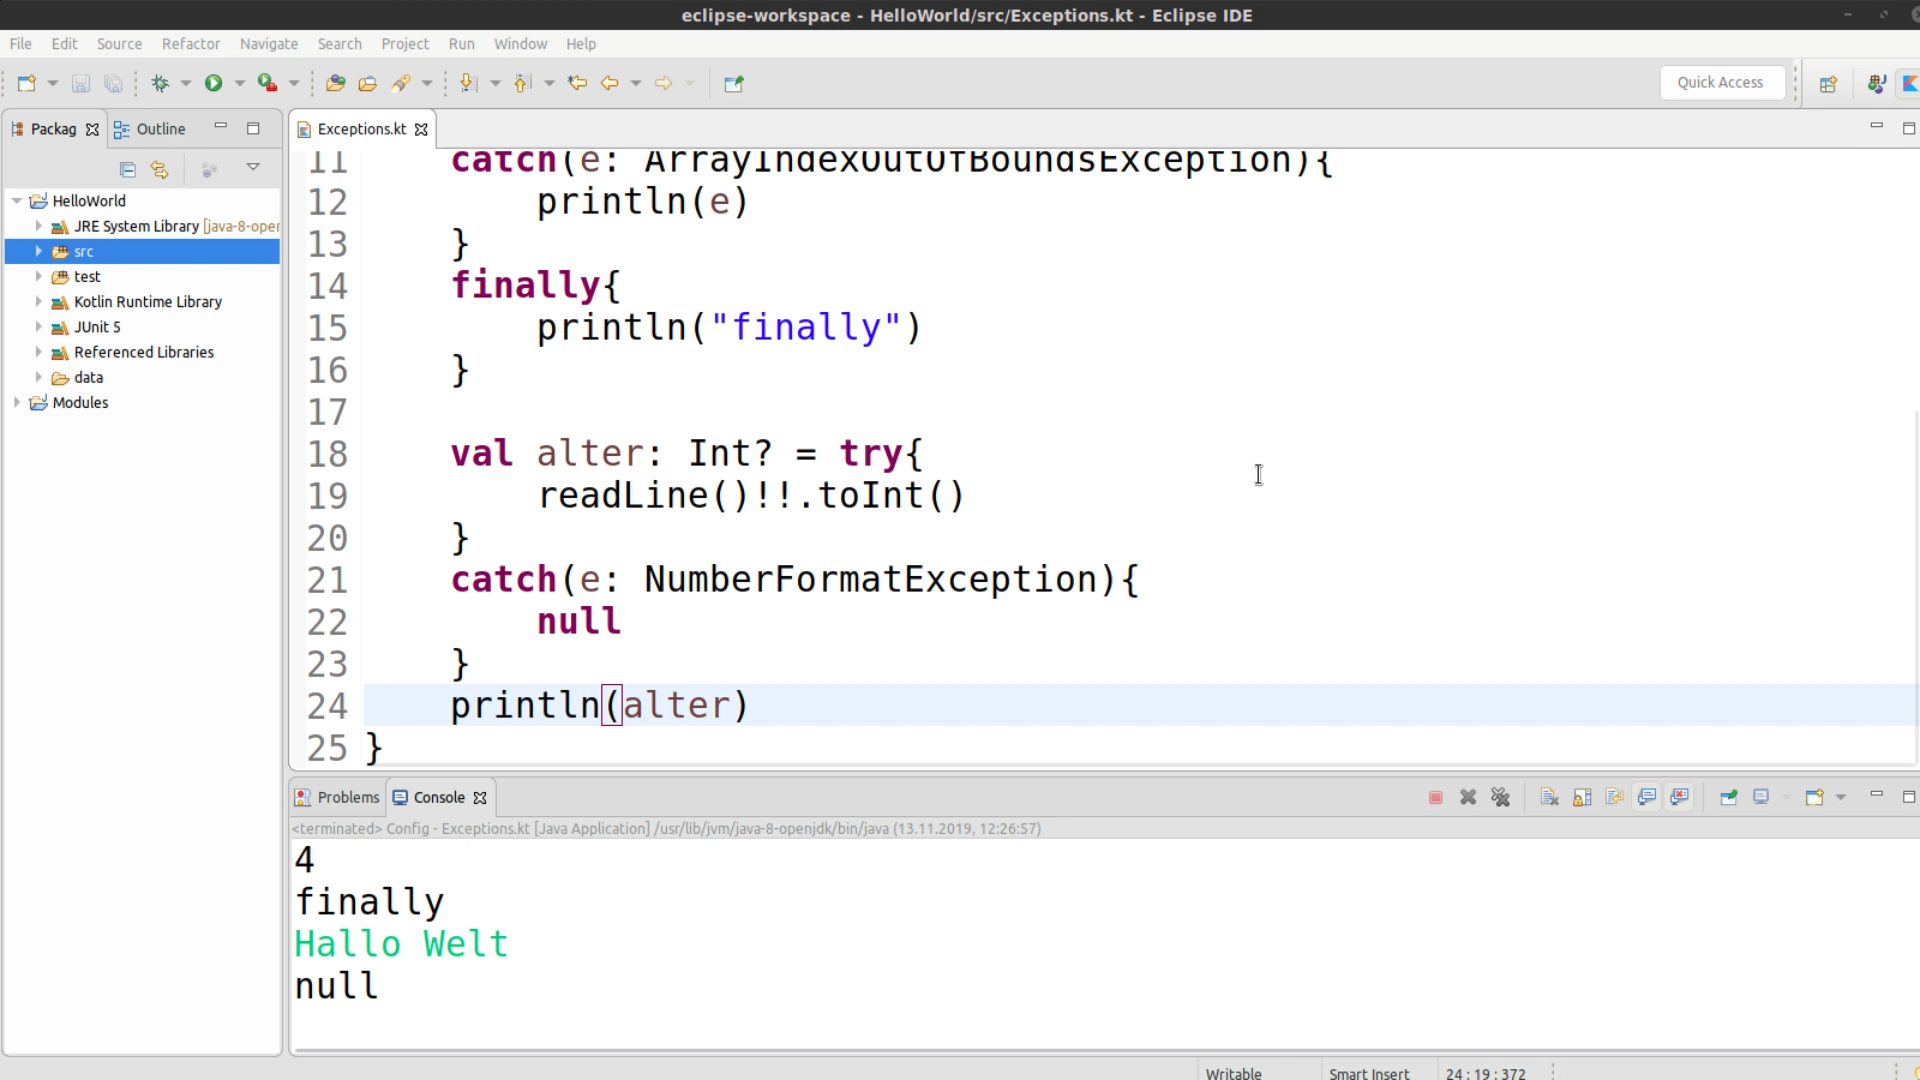 eclipse-workspace - HelloWorld/src/Exceptions.kt - Eclipse IDE
File Edit Source Refactor Navigate Search Project Run Window Help
Quick Access
Packag
Outline
HelloWorld
JRE System Library [java-8-oper
src
test
Kotlin Runtime Library
JUnit 5
Referenced Libraries
data
Modules
Exceptions.kt
11 catch(e: ArrayIndexOutOfBoundsException){
12 println(e)
13 }
14 finally{
15 println("finally")
16 }
17
18 val alter: Int? = try{
19 readLine()!!.toInt()
20 }
21 catch(e: NumberFormatException){
22 null
23 }
24 println(alter)
25 }
Problems
Console
<terminated> Config - Exceptions.kt [Java Application] /usr/lib/jvm/java-8-openjdk/bin/java (13.11.2019, 12:26:57)
4
finally
Hallo Welt
null
Writable
Smart Insert
24 : 19 : 372